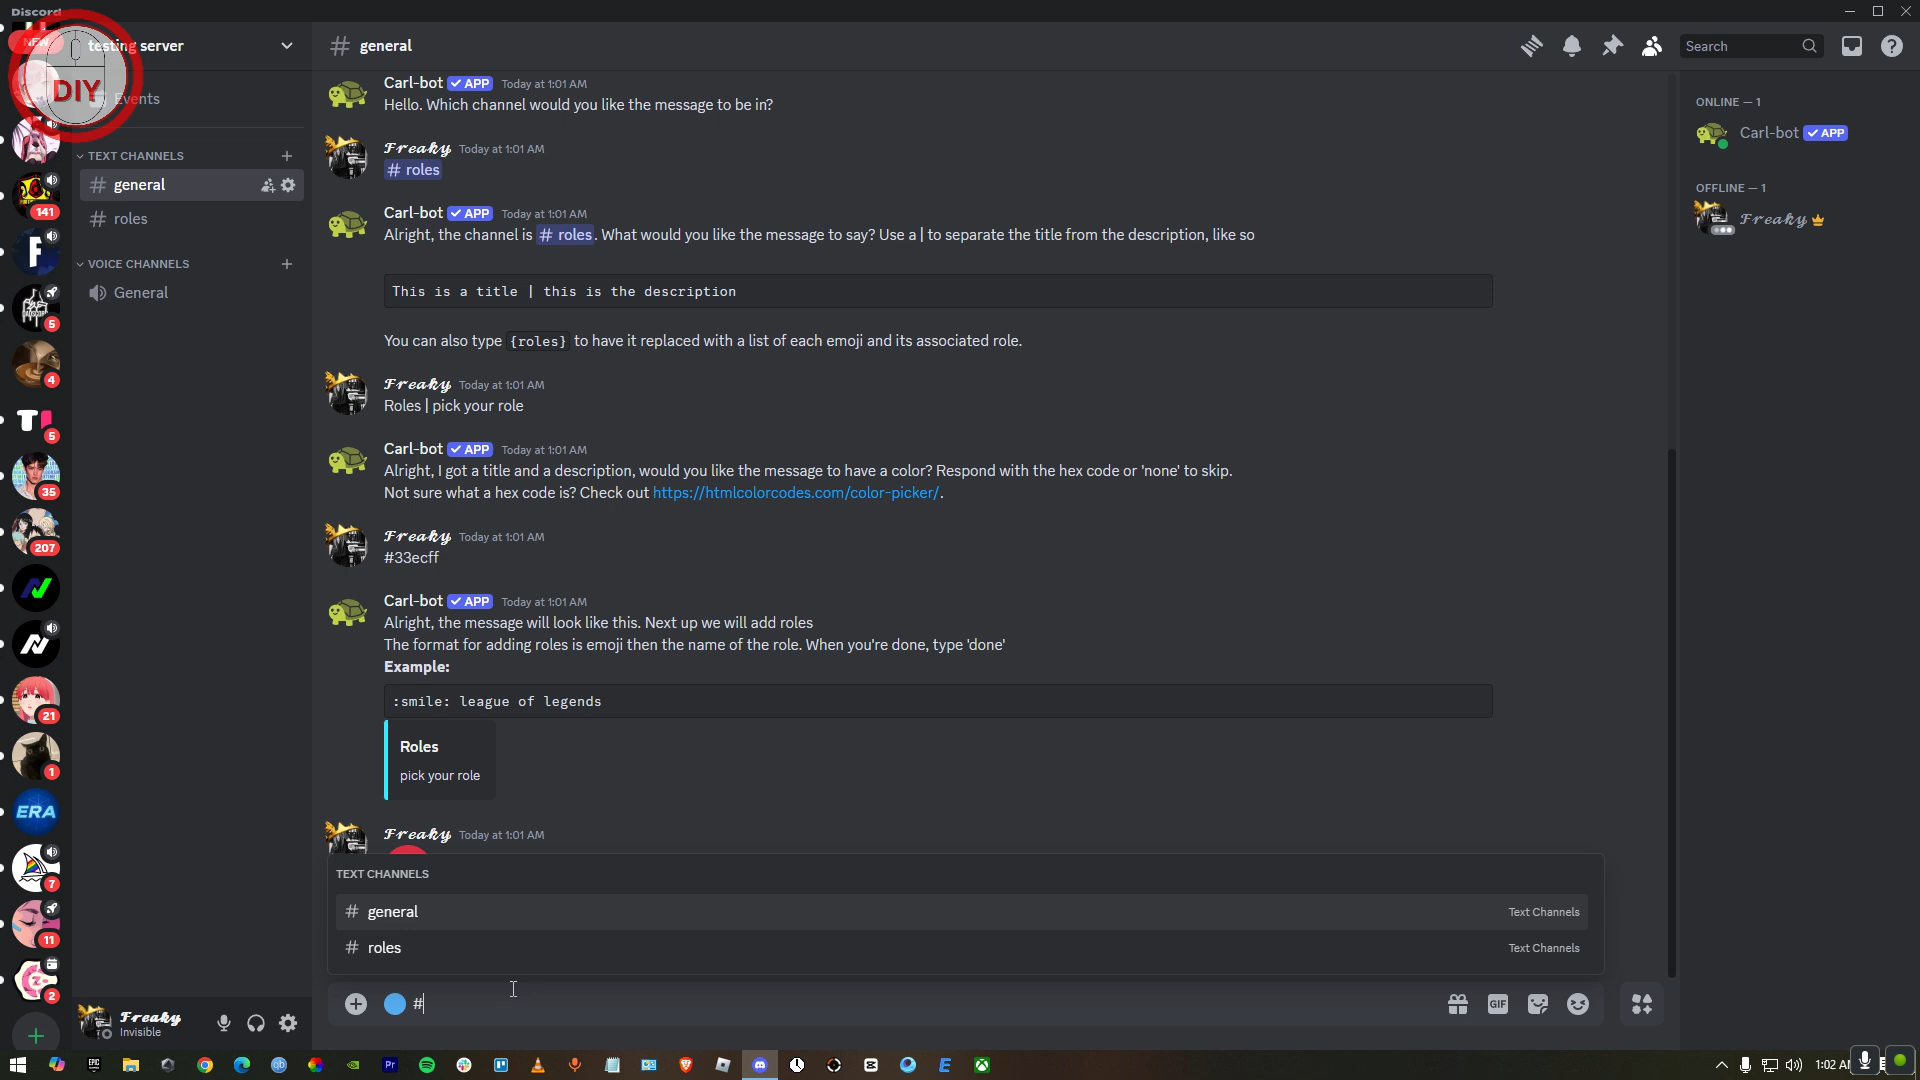 Discord
NEW
testing server
DIY
Events
TEXT CHANNELS
general
roles
VOICE CHANNELS
General
141
5
4
5
35
207
21
1
ERA
7
11
2
𝓕𝓻𝓮𝓪𝓴𝔂
Invisible
# general
Search
Carl-bot ✓ APP Today at 1:01 AM
Hello. Which channel would you like the message to be in?
𝓕𝓻𝓮𝓪𝓴𝔂 Today at 1:01 AM
# roles
Carl-bot ✓ APP Today at 1:01 AM
Alright, the channel is # roles. What would you like the message to say? Use a | to separate the title from the description, like so
This is a title | this is the description
You can also type {roles} to have it replaced with a list of each emoji and its associated role.
𝓕𝓻𝓮𝓪𝓴𝔂 Today at 1:01 AM
Roles | pick your role
Carl-bot ✓ APP Today at 1:01 AM
Alright, I got a title and a description, would you like the message to have a color? Respond with the hex code or 'none' to skip.
Not sure what a hex code is? Check out https://htmlcolorcodes.com/color-picker/.
𝓕𝓻𝓮𝓪𝓴𝔂 Today at 1:01 AM
#33ecff
Carl-bot ✓ APP Today at 1:01 AM
Alright, the message will look like this. Next up we will add roles
The format for adding roles is emoji then the name of the role. When you're done, type 'done'
Example:
:smile: league of legends
Roles
pick your role
𝓕𝓻𝓮𝓪𝓴𝔂 Today at 1:01 AM
TEXT CHANNELS
# general Text Channels
# roles Text Channels
#
GIF
ONLINE — 1
Carl-bot ✓ APP
OFFLINE — 1
𝓕𝓻𝓮𝓪𝓴𝔂
1:02 A